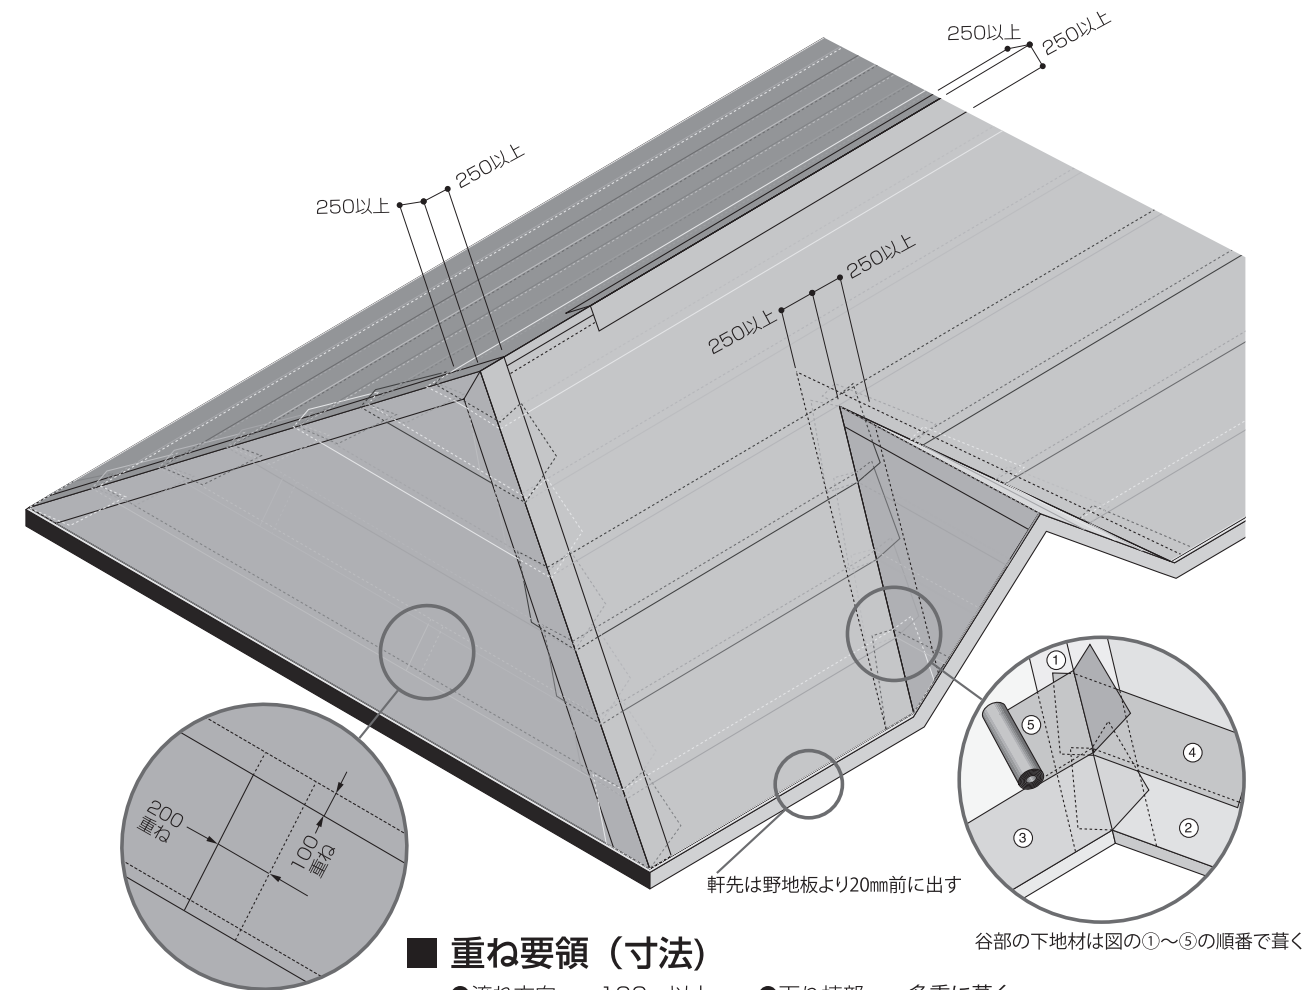 250以上
250以上
250以上
250以上
250以上
250以上
200
重ね
100
重ね
①
⑤
④
③
②
軒先は野地板より20㎜前に出す
谷部の下地材は図の①〜⑤の順番で葺く
■ 重ね要領（寸法)